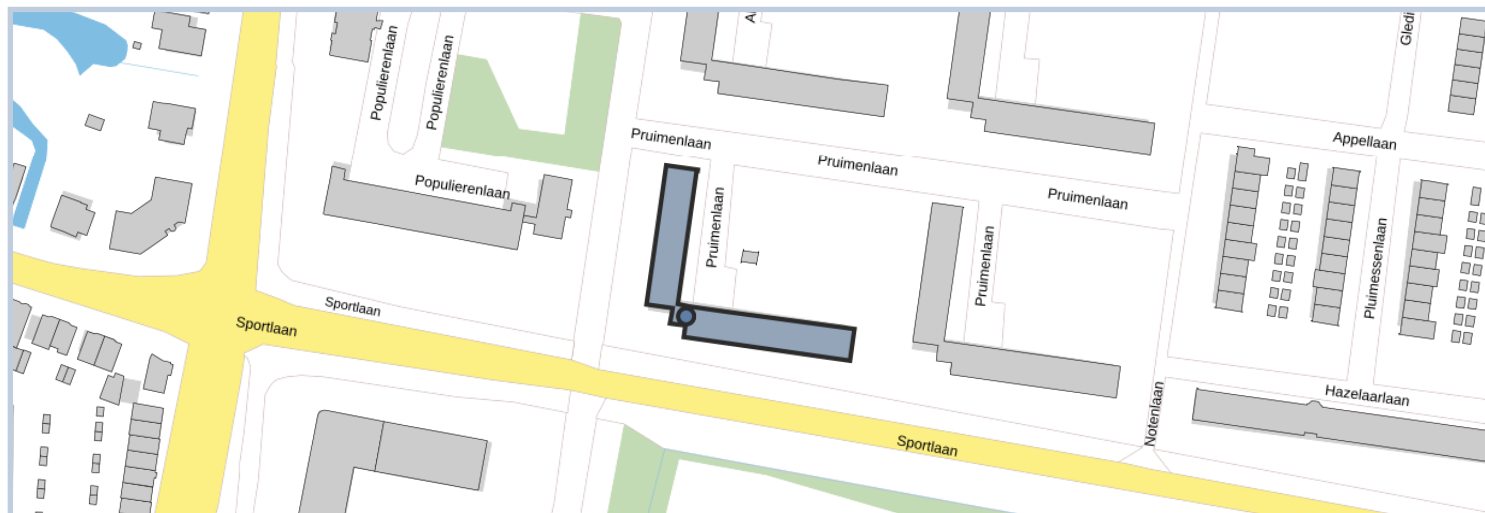 Populierenlaan
Populierenlaan
Pruimenlaan
Pruimenlaan
Appellaan
Populierenlaan
Pruimenlaan
Pruimenlaan
Pruimenlaan
Pluimessenlaan
Sportlaan
Sportlaan
Hazelaarlaan
Notenlaan
Sportlaan